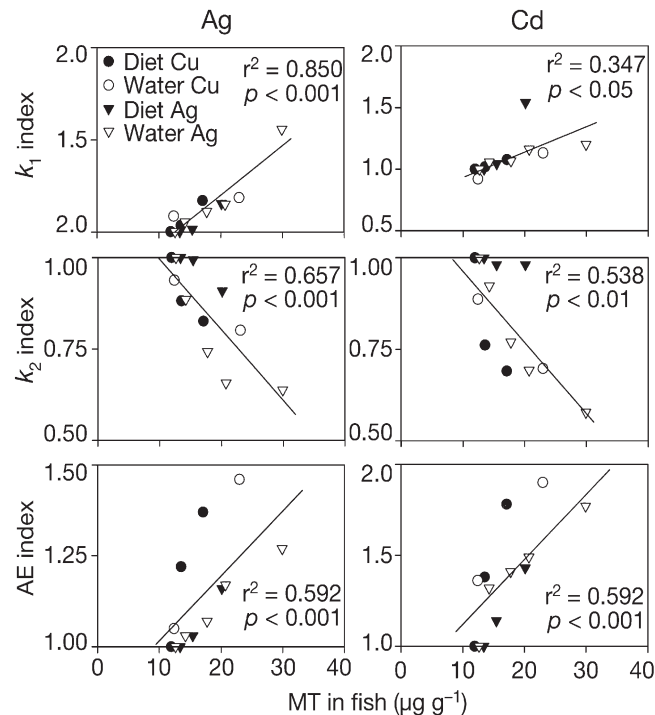 Ag
Cd
2.0
1.5
2.0
k1 index
Diet Cu
Water Cu
Diet Ag
Water Ag
r2 = 0.850
p < 0.001
2.0
1.5
1.0
0.5
r2 = 0.347
p < 0.05
1.00
0.75
0.50
k2 index
r2 = 0.657
p < 0.001
1.00
0.75
0.50
r2 = 0.538
p < 0.01
1.50
1.25
1.00
AE index
r2 = 0.592
p < 0.001
2.0
1.5
1.0
r2 = 0.592
p < 0.001
0 10 20 30 40
0 10 20 30 40
MT in fish (µg g–1)